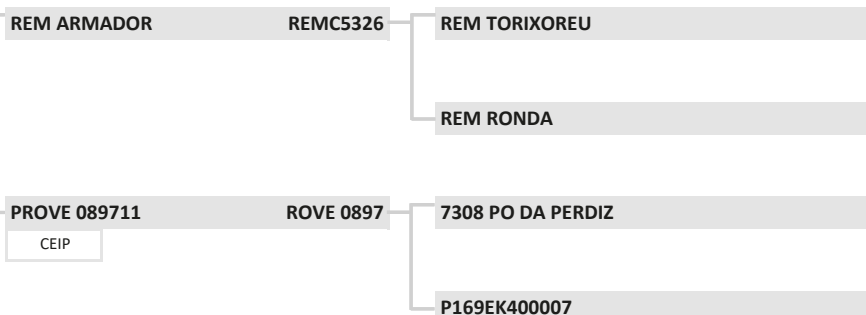 REM ARMADOR REMC5326 REM TORIXOREU
REM RONDA
PROVE 089711 ROVE 0897 7308 PO DA PERDIZ
CEIP
P169EK400007